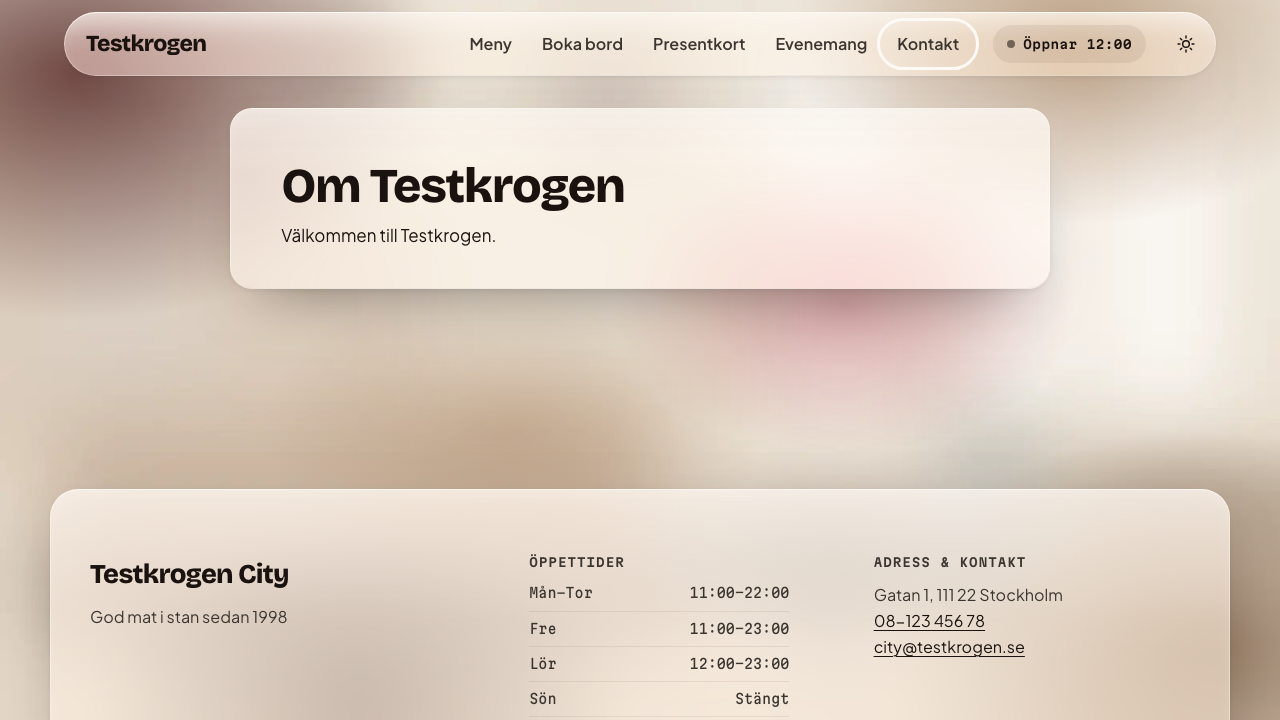 Testkrogen
Meny
Boka bord
Presentkort
Evenemang
Kontakt
Öppnar 12:00
Om Testkrogen
Välkommen till Testkrogen.
Testkrogen City
God mat i stan sedan 1998
ÖPPETTIDER
Mån–Tor 11:00–22:00
Fre 11:00–23:00
Lör 12:00–23:00
Sön Stängt
ADRESS & KONTAKT
Gatan 1, 111 22 Stockholm
08-123 456 78
city@testkrogen.se